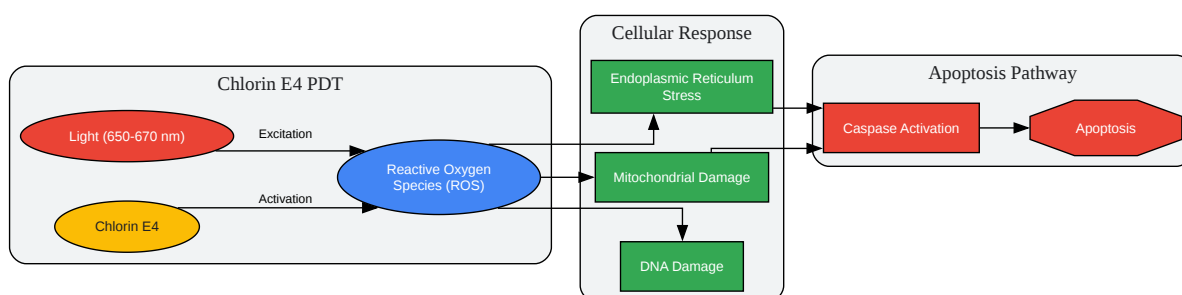 Chlorin E4 PDT
Light (650-670 nm)
Excitation
Reactive Oxygen
Species (ROS)
Activation
Chlorin E4
Cellular Response
Endoplasmic Reticulum
Stress
Mitochondrial Damage
DNA Damage
Apoptosis Pathway
Caspase Activation
Apoptosis